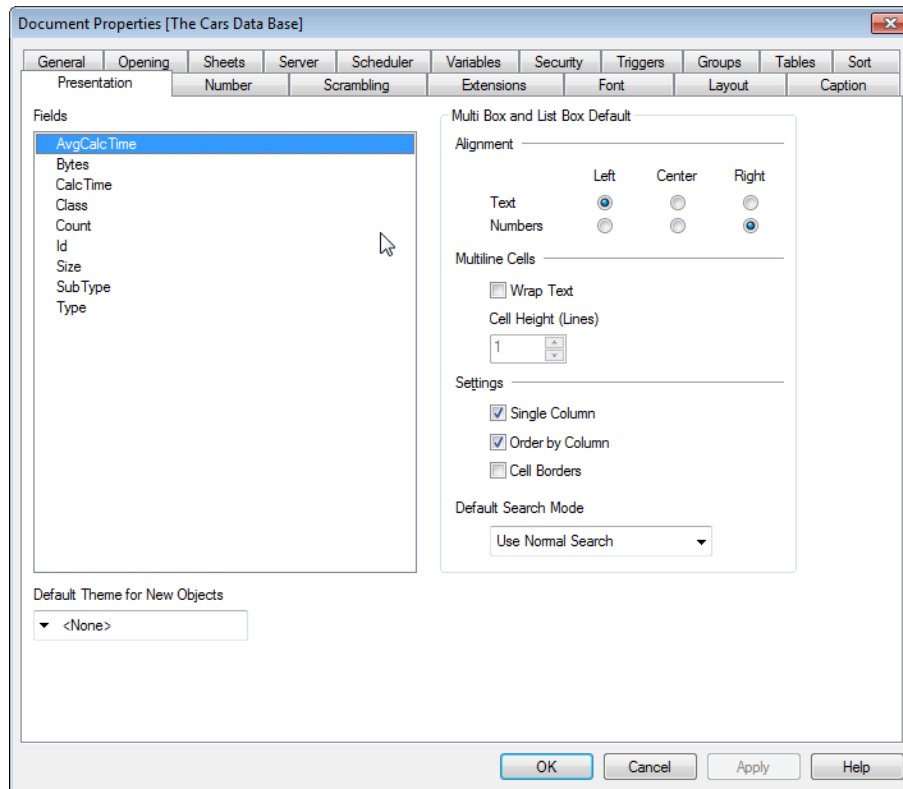 Document Properties [The Cars Data Base]
General Opening Sheets Server Scheduler Variables Security Triggers Groups Tables Sort
Presentation Number Scrambling Extensions Font Layout Caption
Fields
AvgCalcTime
Bytes
CalcTime
Class
Count
Id
Size
SubType
Type
Multi Box and List Box Default
Alignment
Left Center Right
Text
Numbers
Multiline Cells
Wrap Text
Cell Height (Lines)
1
Settings
Single Column
Order by Column
Cell Borders
Default Search Mode
Use Normal Search
Default Theme for New Objects
<None>
OK Cancel Apply Help